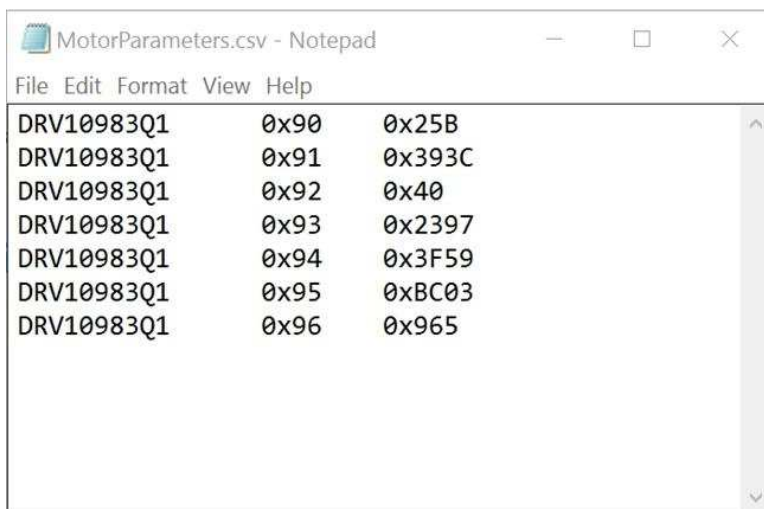 MotorParameters.csv - Notepad
File Edit Format View Help
DRV10983Q1 0x90 0x25B
DRV10983Q1 0x91 0x393C
DRV10983Q1 0x92 0x40
DRV10983Q1 0x93 0x2397
DRV10983Q1 0x94 0x3F59
DRV10983Q1 0x95 0xBC03
DRV10983Q1 0x96 0x965